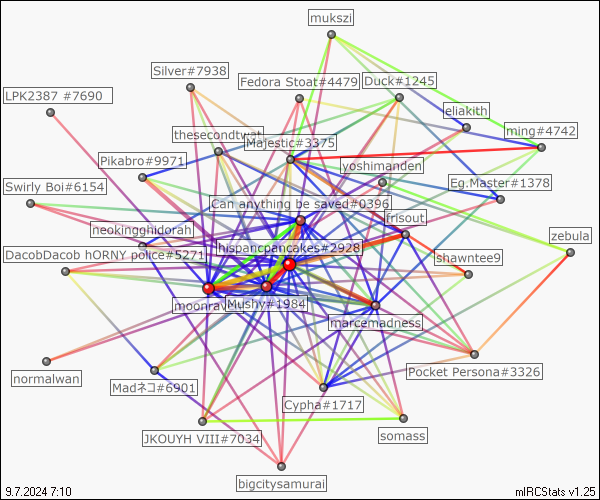 mukszi
Silver#7938
Fedora Stoat#4479
Duck#1245
LPK2387 #7690
eliakith
ming#4742
thesecondtwat
Majestic#3375
Pikabro#9971
yoshimanden
Swirly Boi#6154
Eg.Master#1378
Can anything be saved#0396
frisout
neokingghidorah
zebula
hispancpancakes#2928
DacobDacob hORNY police#5271
shawntee9
Mushy#1984
marcemadness
normalwan
Madネコ#6901
Pocket Persona#3326
Cypha#1717
JKOUYH VIII#7034
somass
bigcitysamurai
9.7.2024 7:10
mIRCStats v1.25